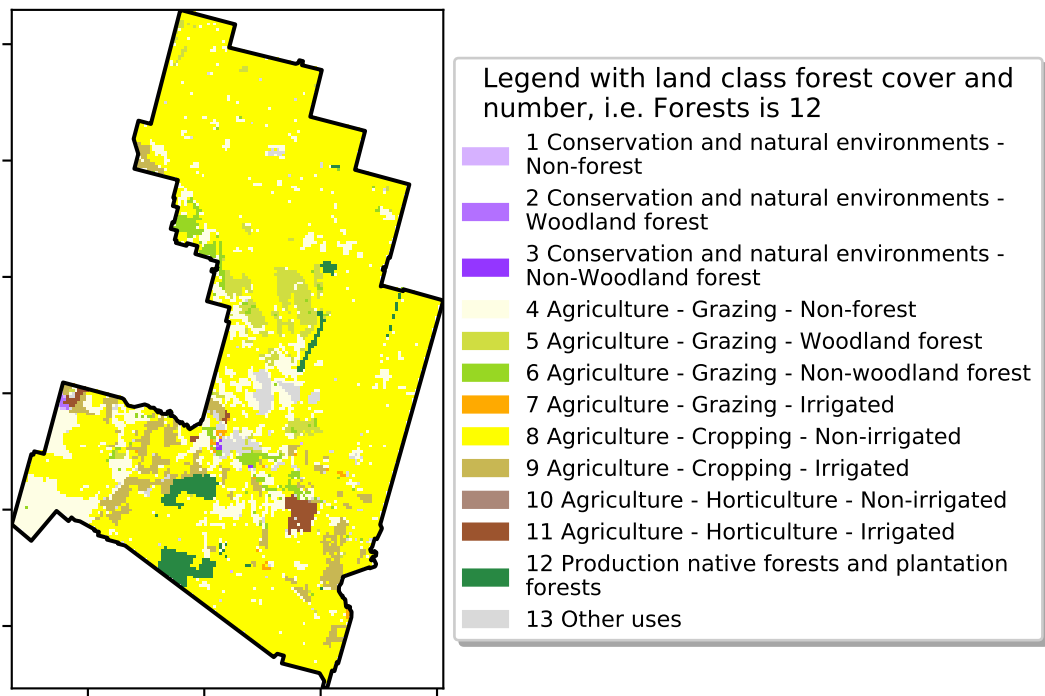 Legend with land class forest cover and
number, i.e. Forests is 12
1 Conservation and natural environments -
Non-forest
2 Conservation and natural environments -
Woodland forest
3 Conservation and natural environments -
Non-Woodland forest
4 Agriculture - Grazing - Non-forest
5 Agriculture - Grazing - Woodland forest
6 Agriculture - Grazing - Non-woodland forest
7 Agriculture - Grazing - Irrigated
8 Agriculture - Cropping - Non-irrigated
9 Agriculture - Cropping - Irrigated
10 Agriculture - Horticulture - Non-irrigated
11 Agriculture - Horticulture - Irrigated
12 Production native forests and plantation
forests
13 Other uses